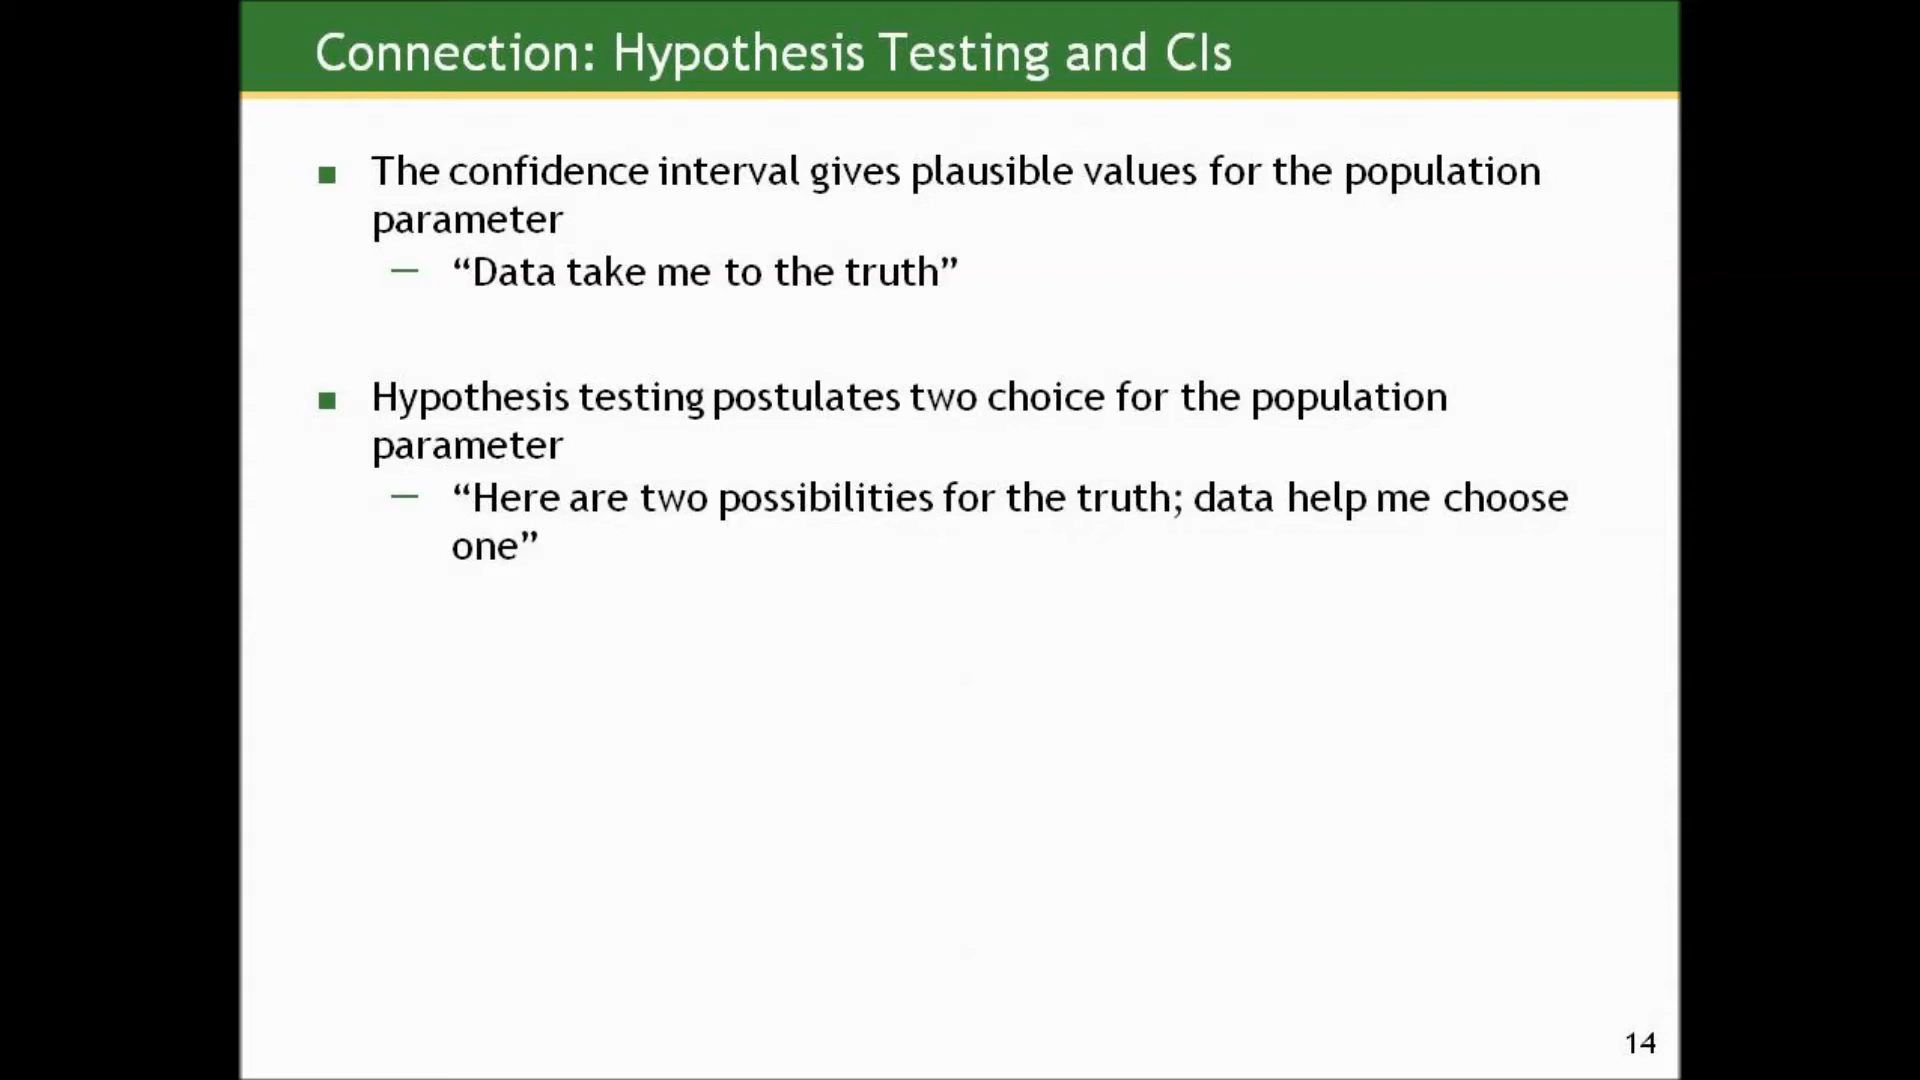 Connection: Hypothesis Testing and CIs
The confidence interval gives plausible values for the population
parameter
— “Data take me to the truth”
Hypothesis testing postulates two choice for the population
parameter
— “Here are two possibilities for the truth; data help me choose
one”
14